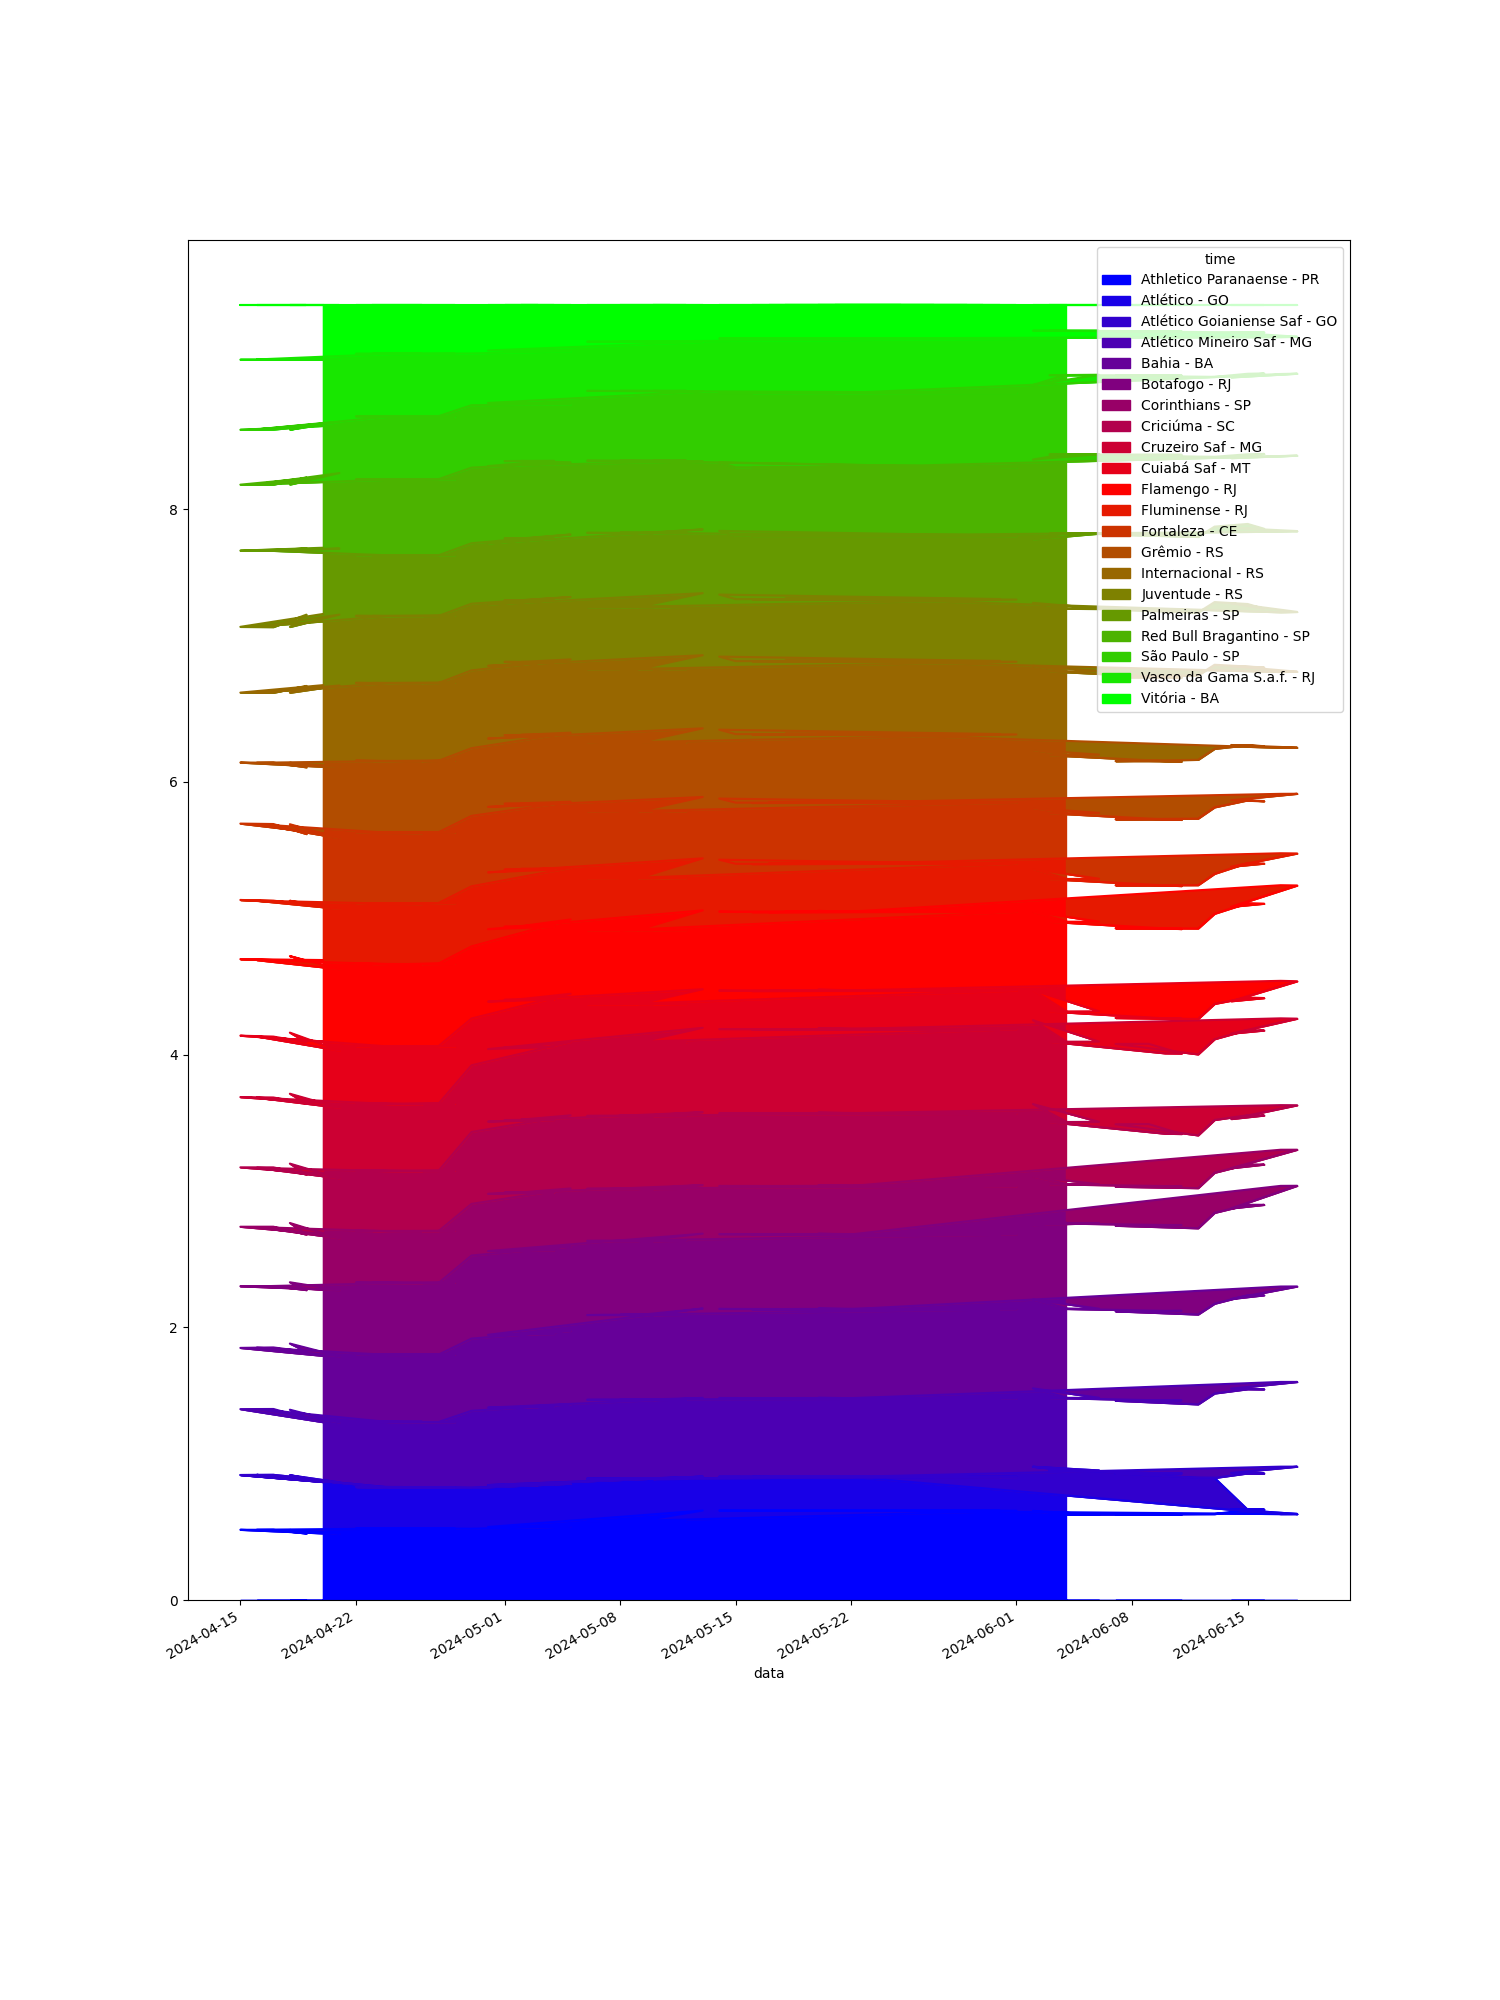 time
Athletico Paranaense - PR
Atlético - GO
Atlético Goianiense Saf - GO
Atlético Mineiro Saf - MG
Bahia - BA
Botafogo - RJ
Corinthians - SP
Criciúma - SC
Cruzeiro Saf - MG
Cuiabá Saf - MT
Flamengo - RJ
Fluminense - RJ
Fortaleza - CE
Grêmio - RS
Internacional - RS
Juventude - RS
Palmeiras - SP
Red Bull Bragantino - SP
São Paulo - SP
Vasco da Gama S.a.f. - RJ
Vitória - BA
8
6
4
2
0
2024-04-15
2024-04-22
2024-05-01
2024-05-08
2024-05-15
2024-05-22
2024-06-01
2024-06-08
2024-06-15
data